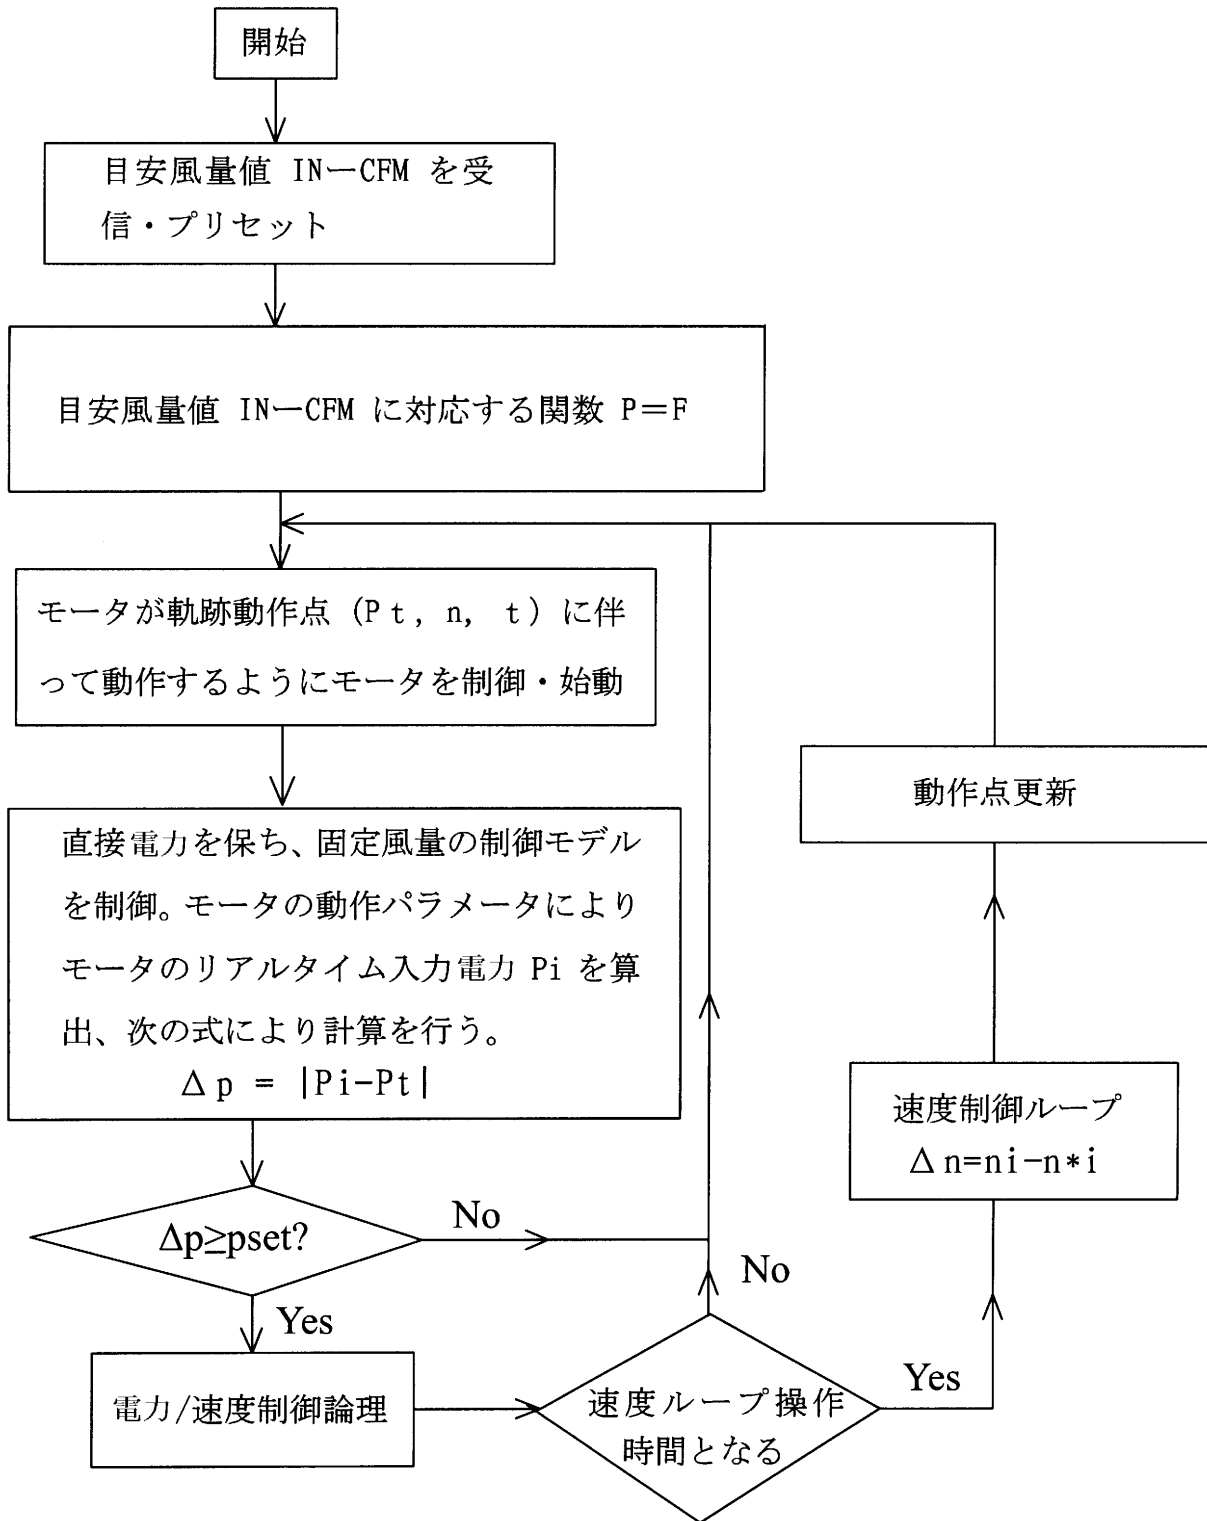 開始
目安風量値 IN－CFM を受
信・プリセット
目安風量値 IN－CFM に対応する関数 P＝F
モータが軌跡動作点 (Pt, n, t) に伴
って動作するようにモータを制御・始動
直接電力を保ち、固定風量の制御モデル
を制御。モータの動作パラメータにより
モータのリアルタイム入力電力 Pi を算
出、次の式により計算を行う。
Δp = |Pi-Pt|
Δp≥pset?
No
Yes
電力/速度制御論理
速度ループ操作
時間となる
No
Yes
速度制御ループ
Δn=ni-n*i
動作点更新